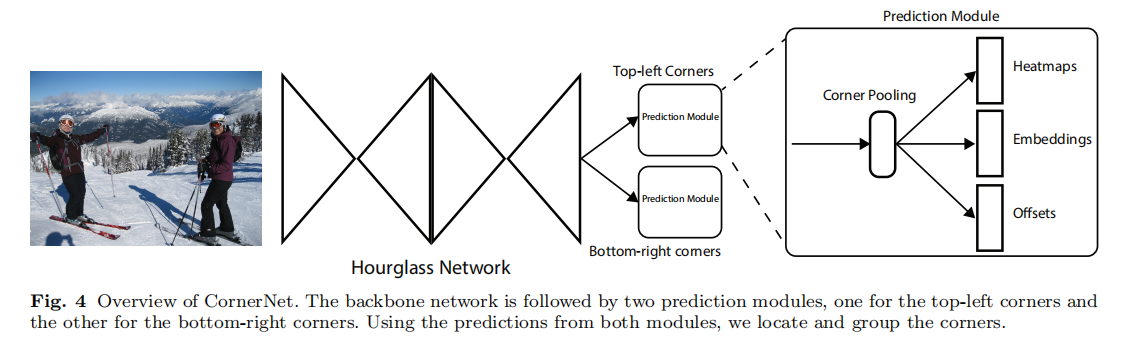 Prediction Module
Top-left Corners
Prediction Module
Prediction Module
Bottom-right corners
Hourglass Network
Corner Pooling
Heatmaps
Embeddings
Offsets
Fig. 4 Overview of CornerNet. The backbone network is followed by two prediction modules, one for the top-left corners and
the other for the bottom-right corners. Using the predictions from both modules, we locate and group the corners.